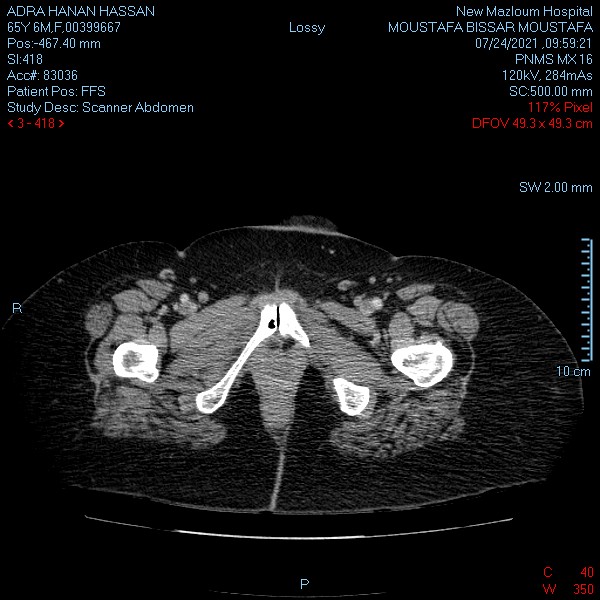 ADRA HANAN HASSAN
65Y 6M,F,00399667
Pos:-467.40 mm
SI:418
Acc#: 83036
Patient Pos: FFS
Study Desc: Scanner Abdomen
< 3 - 418 >
Lossy
New Mazloum Hospital
MOUSTAFA BISSAR MOUSTAFA
07/24/2021 ,09:59:21
PNMS MX 16
120kV, 284mAs
SC:500.00 mm
117% Pixel
DFOV 49.3 x 49.3 cm
SW 2.00 mm
R
10 cm
P
C 40
W 350